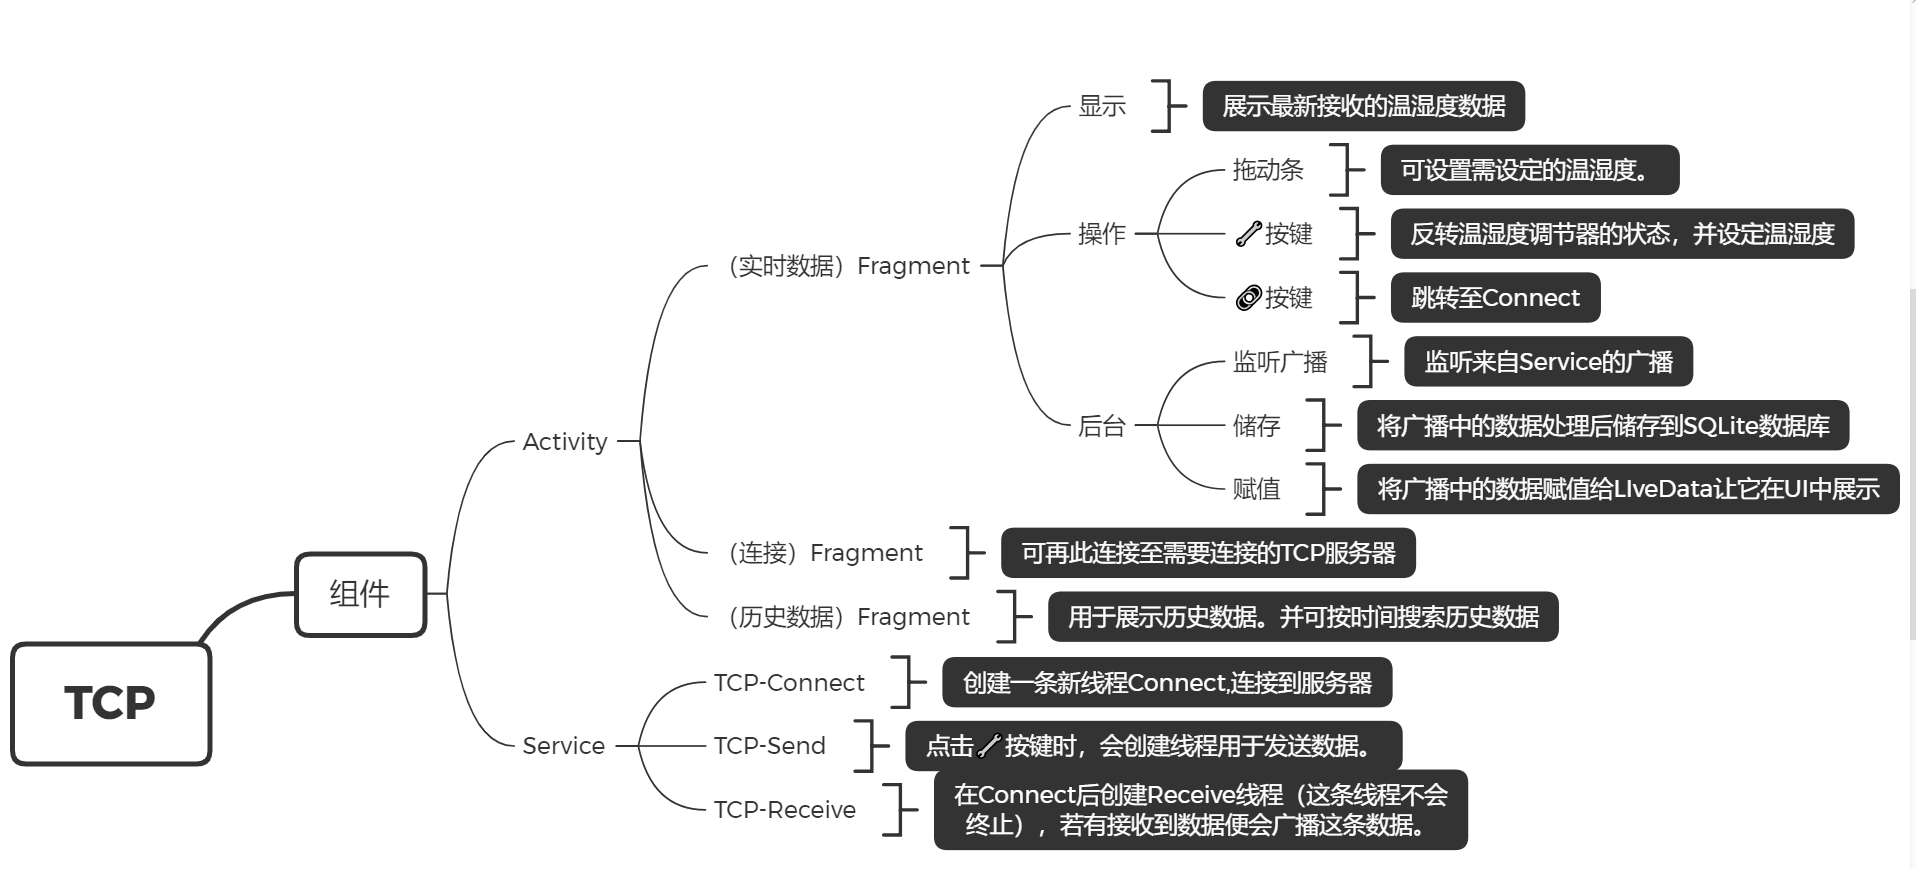 TCP
组件
Activity
（实时数据）Fragment
显示
展示最新接收的温湿度数据
操作
拖动条
可设置需设定的温湿度。
按键
反转温湿度调节器的状态，并设定温湿度
按键
跳转至Connect
后台
监听广播
监听来自Service的广播
储存
将广播中的数据处理后储存到SQLite数据库
赋值
将广播中的数据赋值给LIveData让它在UI中展示
（连接）Fragment
可再此连接至需要连接的TCP服务器
（历史数据）Fragment
用于展示历史数据。并可按时间搜索历史数据
Service
TCP-Connect
创建一条新线程Connect,连接到服务器
TCP-Send
点击🔧按键时，会创建线程用于发送数据。
TCP-Receive
在Connect后创建Receive线程（这条线程不会
终止），若有接收到数据便会广播这条数据。